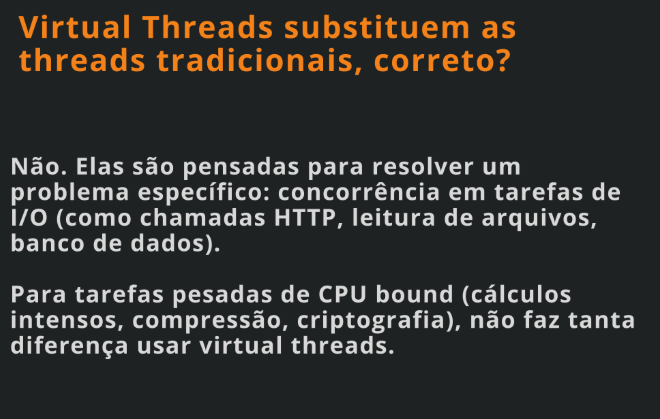 Virtual Threads substituem as
threads tradicionais, correto?
Não. Elas são pensadas para resolver um
problema específico: concorrência em tarefas de
I/O (como chamadas HTTP, leitura de arquivos,
banco de dados).
Para tarefas pesadas de CPU bound (cálculos
intensos, compressão, criptografia), não faz tanta
diferença usar virtual threads.